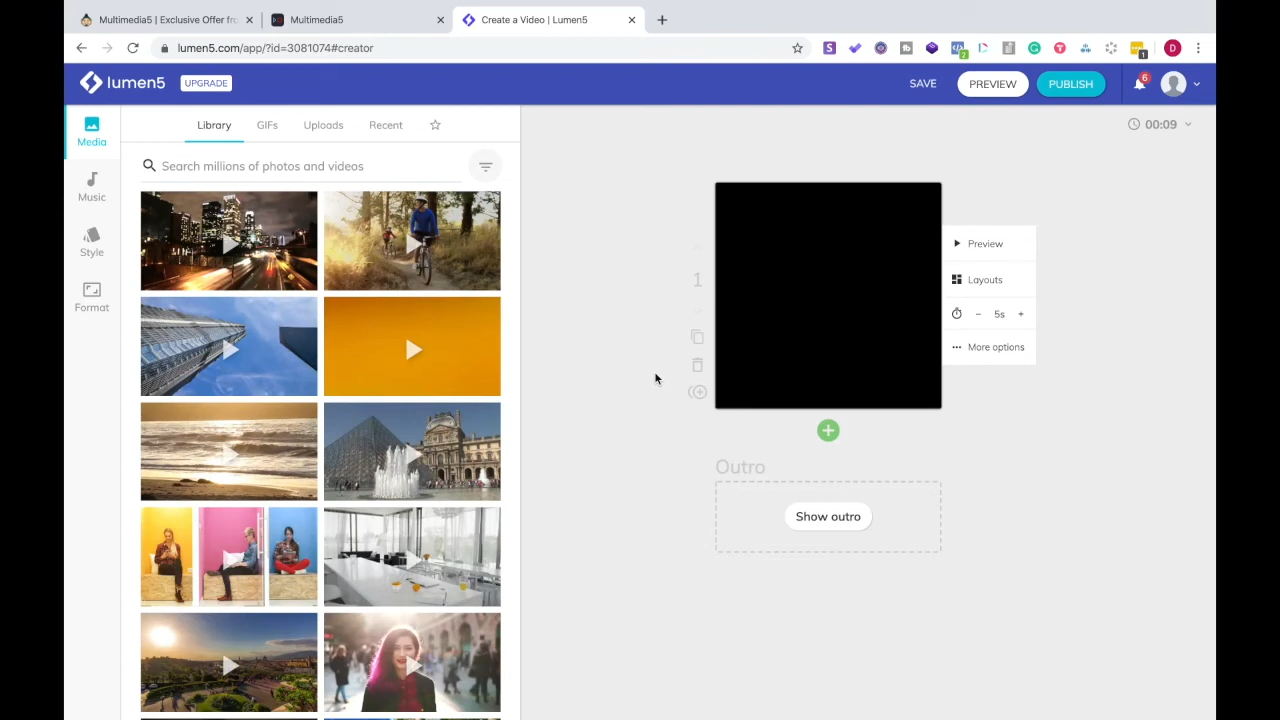 Multimedia5 | Exclusive Offer fro
Multimedia5
Create a Video | Lumen5
lumen5.com/app/?id=3081074#creator
lumen5
UPGRADE
SAVE
PREVIEW
PUBLISH
6
Media
Music
Style
Format
Library
GIFs
Uploads
Recent
Search millions of photos and videos
00:09
1
Preview
Layouts
− 5s +
More options
Outro
Show outro